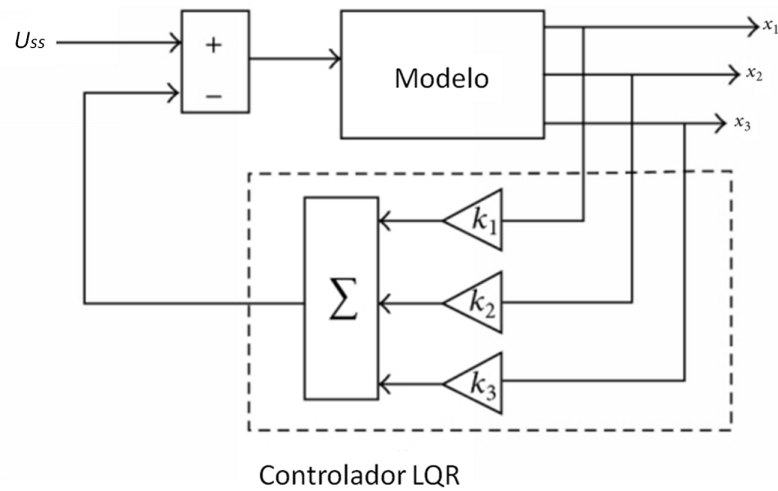 Uss
+
−
Modelo
x₁
x₂
x₃
∑
k₁
k₂
k₃
Controlador LQR